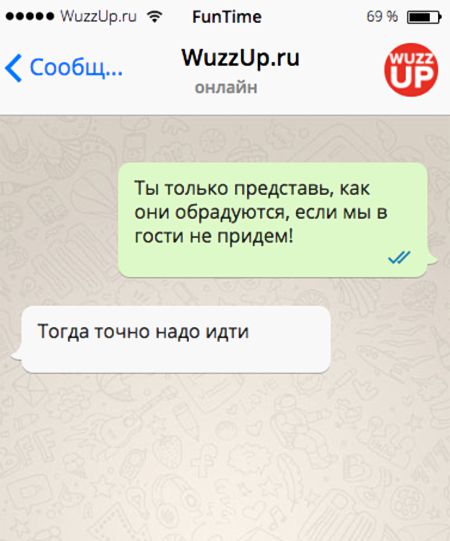 WuzzUp.ru FunTime 69 %
Сообщ... WuzzUp.ru WUZZ
онлайн UP
Ты только представь, как
они обрадуются, если мы в
гости не придем!
Тогда точно надо идти